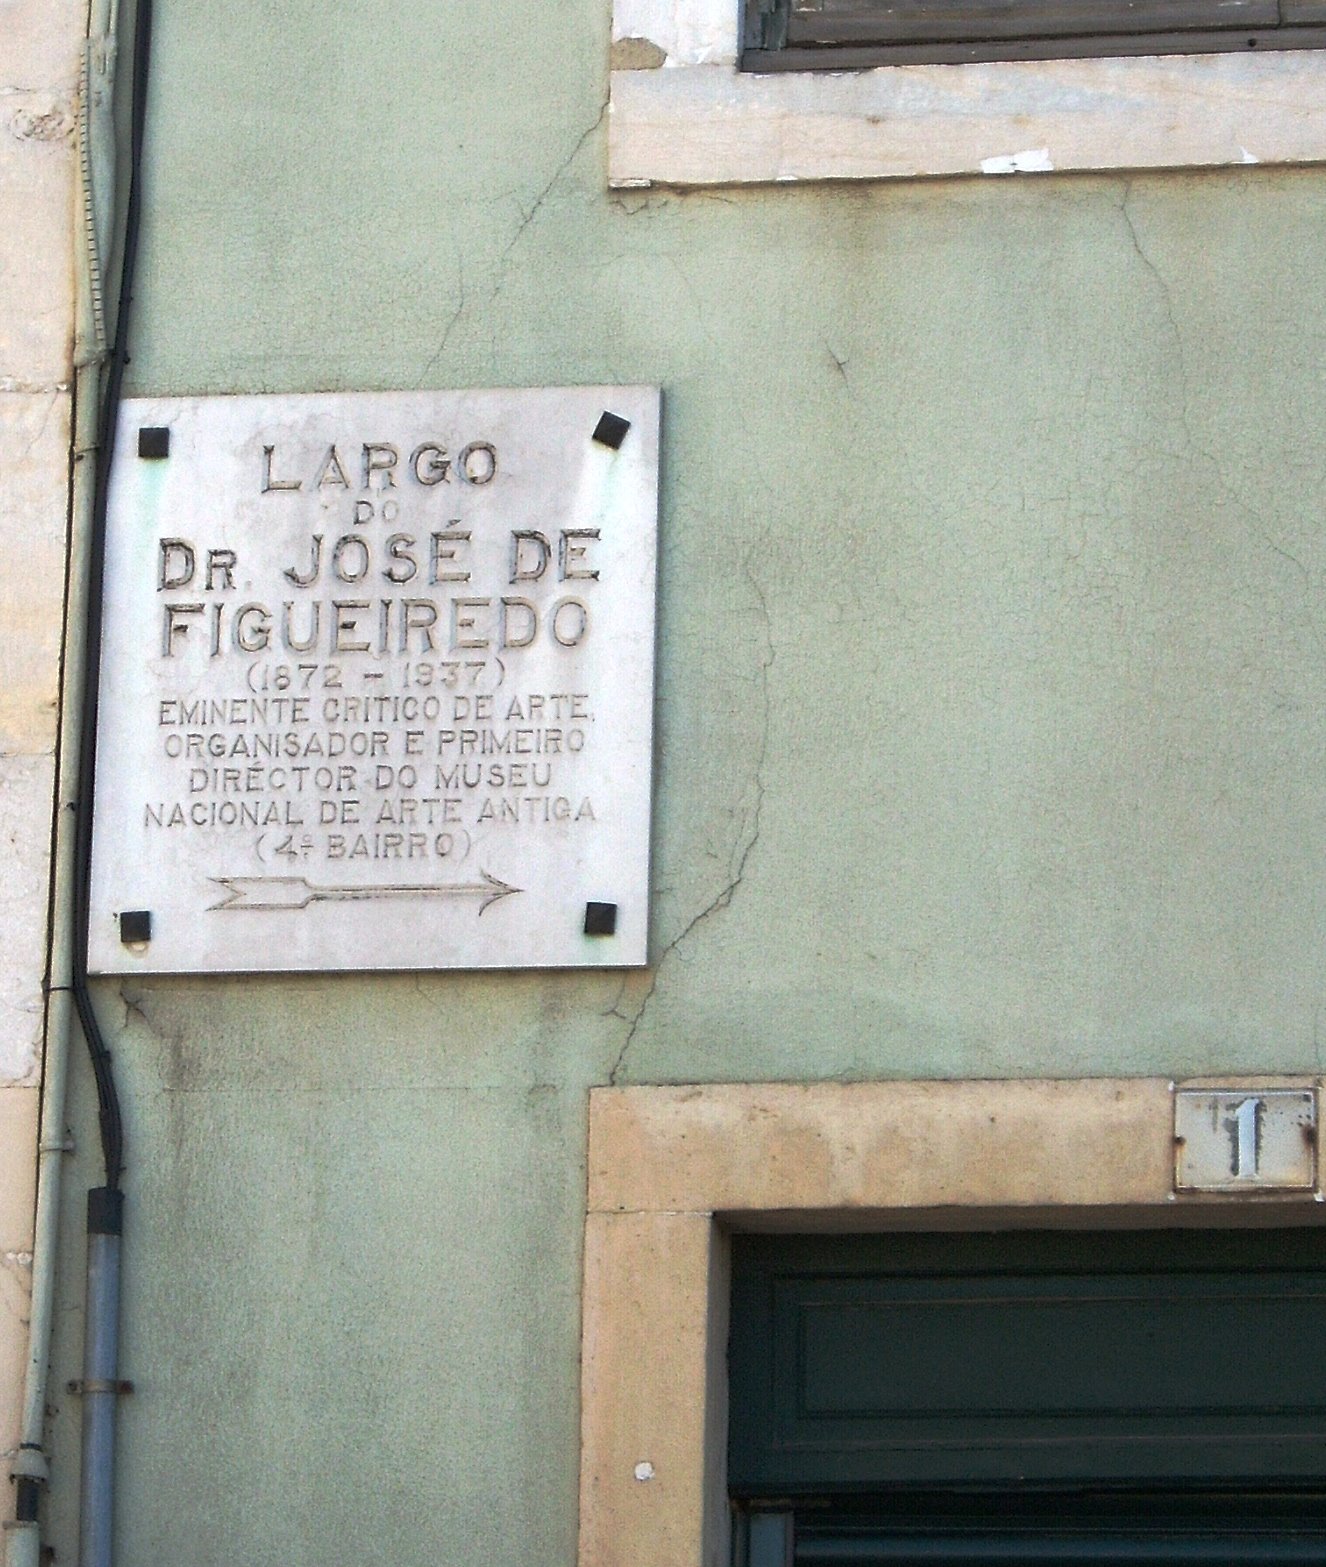 LARGO
DO
DR. JOSÉ DE
FIGUEIREDO
(1872 - 1937)
EMINENTE CRITICO DE ARTE,
ORGANISADOR E PRIMEIRO
DIRÉCTOR DO MUSEU
NACIONAL DE ARTE ANTIGA
(4º BAIRRO)
1